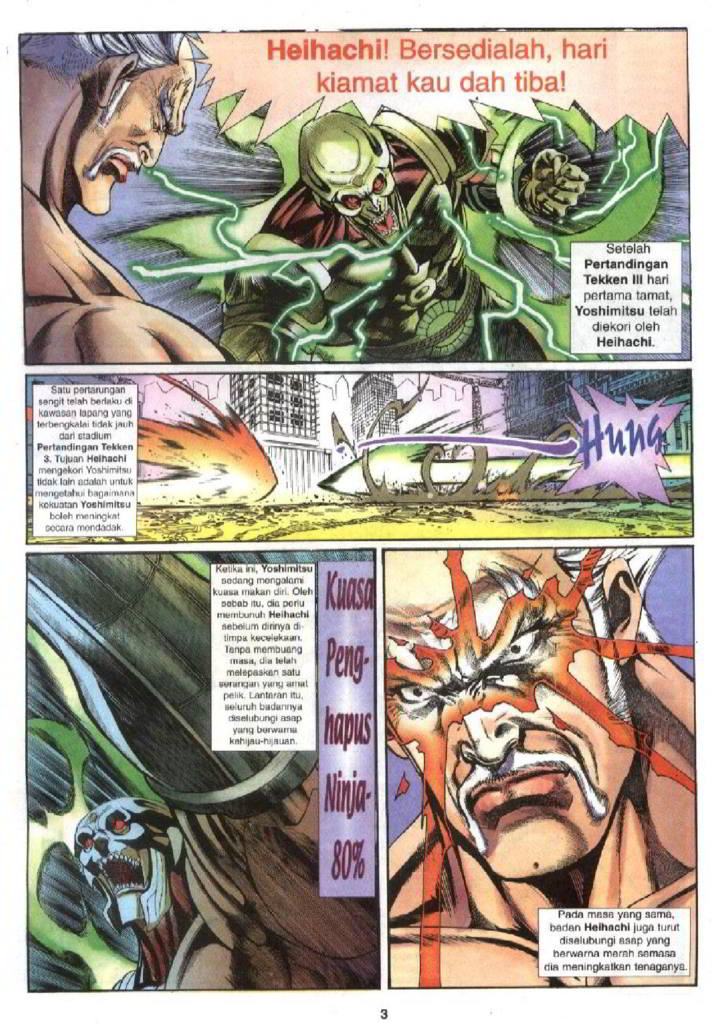 Heihachi! Bersedialah, hari
kiamat kau dah tiba!
Setelah
Pertandingan
Tekken III hari
pertama tamat,
Yoshimitsu telah
diekori oleh
Heihachi.
Satu pertarungan
sengit telah berlaku di
kawasan lapang yang
terbengkalai tidak jauh
dari stadium
Pertandingan Tekken
3. Tujuan Heihachi
mengekori Yoshimitsu
tidak lain adalah untuk
mengetahui bagaimana
kekuatan Yoshimitsu
boleh meningkat
secara mendadak.
Hung
Ketika ini, Yoshimitsu
sedang mengalami
kuasa makan diri. Oleh
sebab itu, dia perlu
membunuh Heihachi
sebelum dirinya di-
timpa kecelakaan.
Tanpa membuang
masa, dia telah
melepaskan satu
serangan yang amat
pelik. Lantaran itu,
seluruh badannya
diselubungi asap
yang berwarna
kehijau-hijauan.
Kuasa
Peng-
hapus
Ninja-
80%
Pada masa yang sama,
badan Heihachi juga turut
diselubungi asap yang
berwarna merah semasa
dia meningkatkan tenaganya.
3